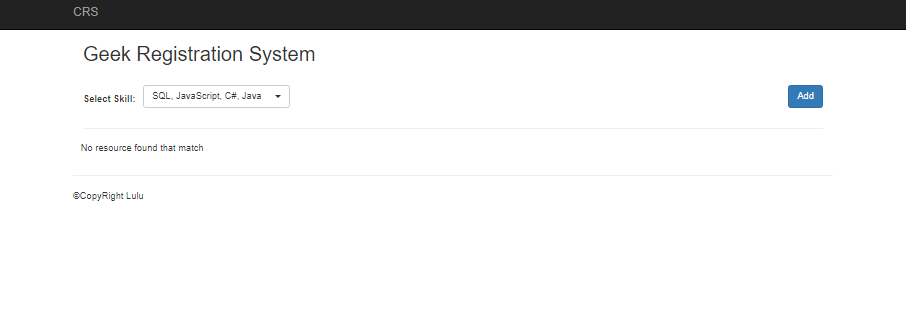 CRS
Geek Registration System
Select Skill: SQL, JavaScript, C#, Java Add
No resource found that match
©CopyRight Lulu